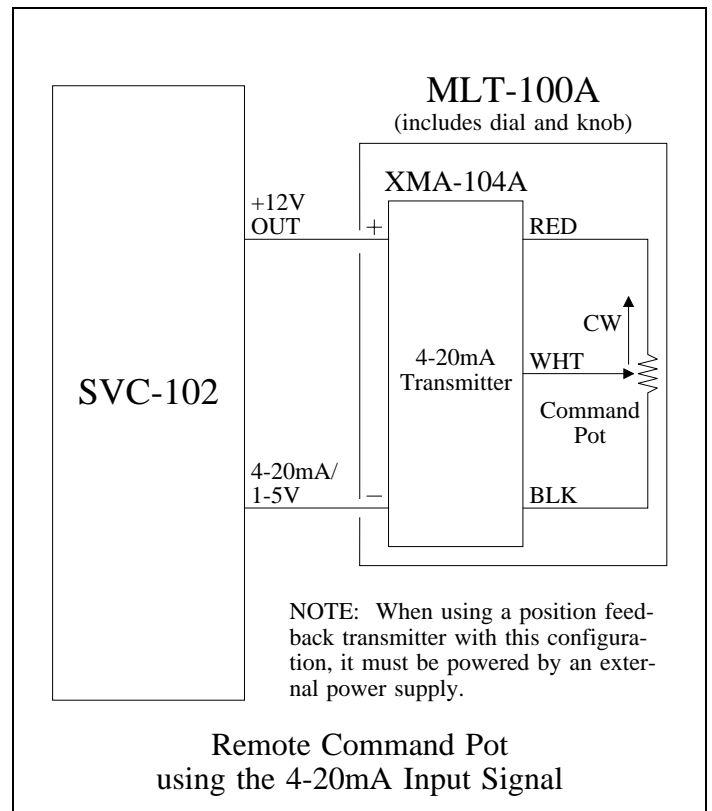 MLT-100A
(includes dial and knob)
XMA-104A
+12V
OUT
+
RED
CW
SVC-102
4-20mA
Transmitter
WHT
Command
Pot
4-20mA/
1-5V
−
BLK
NOTE: When using a position feed-
back transmitter with this configura-
tion, it must be powered by an exter-
nal power supply.
Remote Command Pot
using the 4-20mA Input Signal